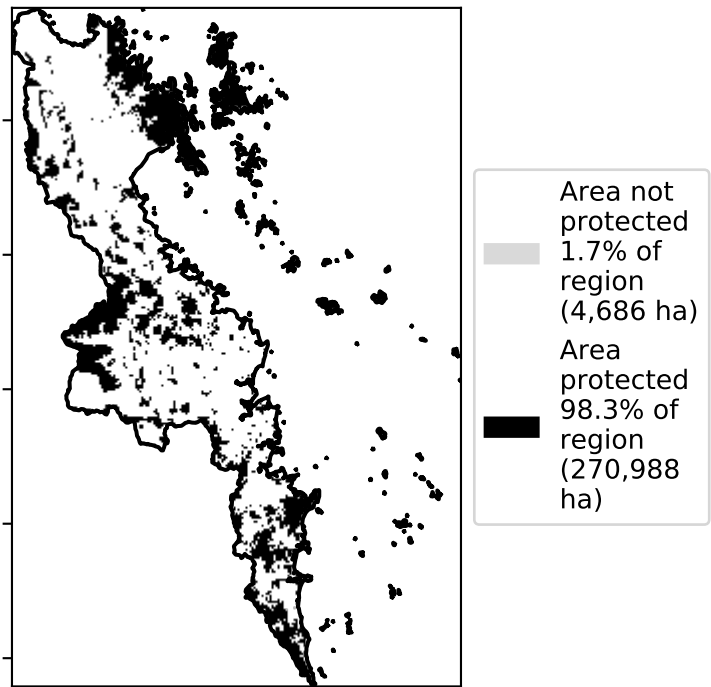 Area not
protected
1.7% of
region
(4,686 ha)
Area
protected
98.3% of
region
(270,988
ha)